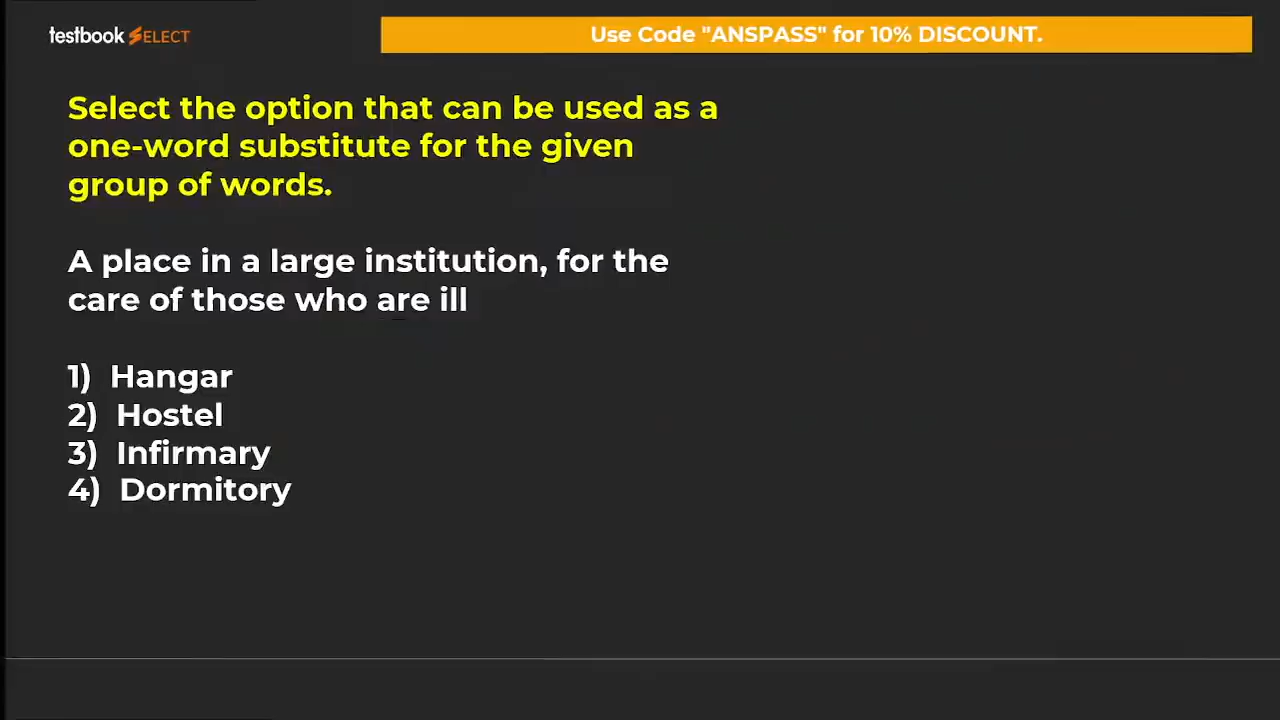 testbook SELECT
Use Code "ANSPASS" for 10% DISCOUNT.
Select the option that can be used as a
one-word substitute for the given
group of words.
A place in a large institution, for the
care of those who are ill
1) Hangar
2) Hostel
3) Infirmary
4) Dormitory